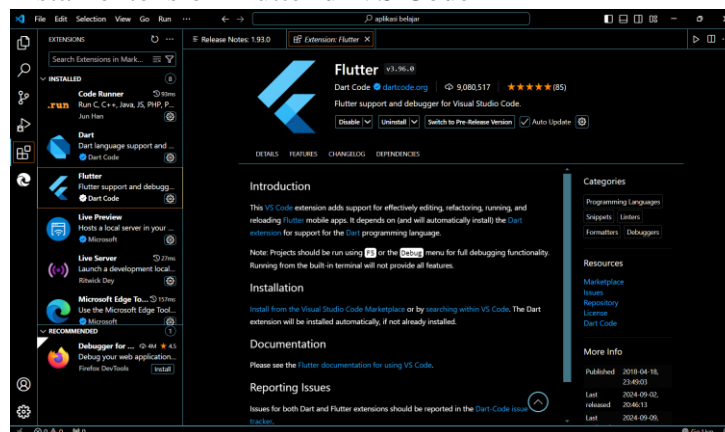 File Edit Selection View Go Run ...
aplikasi belajar
EXTENSIONS
Search Extensions in Mark...
INSTALLED 8
Code Runner 93ms
Run C, C++, Java, JS, PHP, P...
Jun Han
.run
Dart
Dart language support and ...
Dart Code
Flutter
Flutter support and debugg...
Dart Code
Live Preview
Hosts a local server in your ...
Microsoft
Live Server 27ms
Launch a development local...
Ritwick Dey
Microsoft Edge To... 157ms
Use the Microsoft Edge Tool...
Microsoft
RECOMMENDED 1
Debugger for ... 4M 4.5
Debug your web application...
Firefox DevTools Install
Release Notes: 1.93.0 Extension: Flutter
Flutter v3.96.0
Dart Code dartcode.org 9,080,517 (85)
Flutter support and debugger for Visual Studio Code.
Disable Uninstall Switch to Pre-Release Version Auto Update
DETAILS FEATURES CHANGELOG DEPENDENCIES
Introduction
This VS Code extension adds support for effectively editing, refactoring, running, and
reloading Flutter mobile apps. It depends on (and will automatically install) the Dart
extension for support for the Dart programming language.
Note: Projects should be run using F5 or the Debug menu for full debugging functionality.
Running from the built-in terminal will not provide all features.
Installation
Install from the Visual Studio Code Marketplace or by searching within VS Code. The Dart
extension will be installed automatically, if not already installed.
Documentation
Please see the Flutter documentation for using VS Code.
Reporting Issues
Issues for both Dart and Flutter extensions should be reported in the Dart-Code issue
tracker.
Categories
Programming Languages
Snippets Linters
Formatters Debuggers
Resources
Marketplace
Issues
Repository
License
Dart Code
More Info
Published 2018-04-18,
23:49:03
Last 2024-09-02,
released 20:46:13
Last 2024-09-09,
Go Live